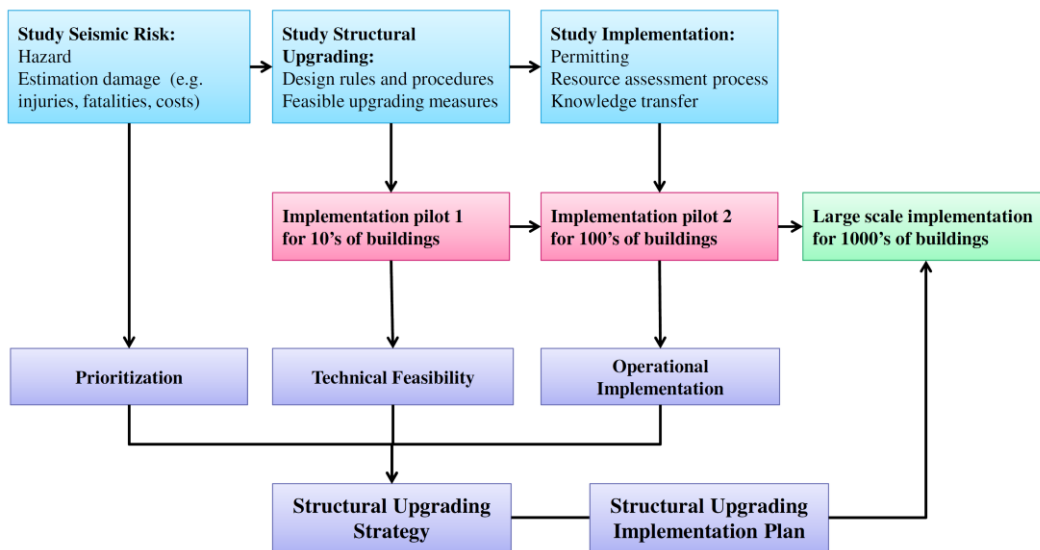 Study Seismic Risk:
Hazard
Estimation damage  (e.g.
injuries, fatalities, costs)
Study Structural
Upgrading:
Design rules and procedures
Feasible upgrading measures
Study Implementation:
Permitting
Resource assessment process
Knowledge transfer
Implementation pilot 1
for 10’s of buildings
Implementation pilot 2
for 100’s of buildings
Large scale implementation
for 1000’s of buildings
Prioritization
Technical Feasibility
Operational
Implementation
Structural Upgrading
Strategy
Structural Upgrading
Implementation Plan